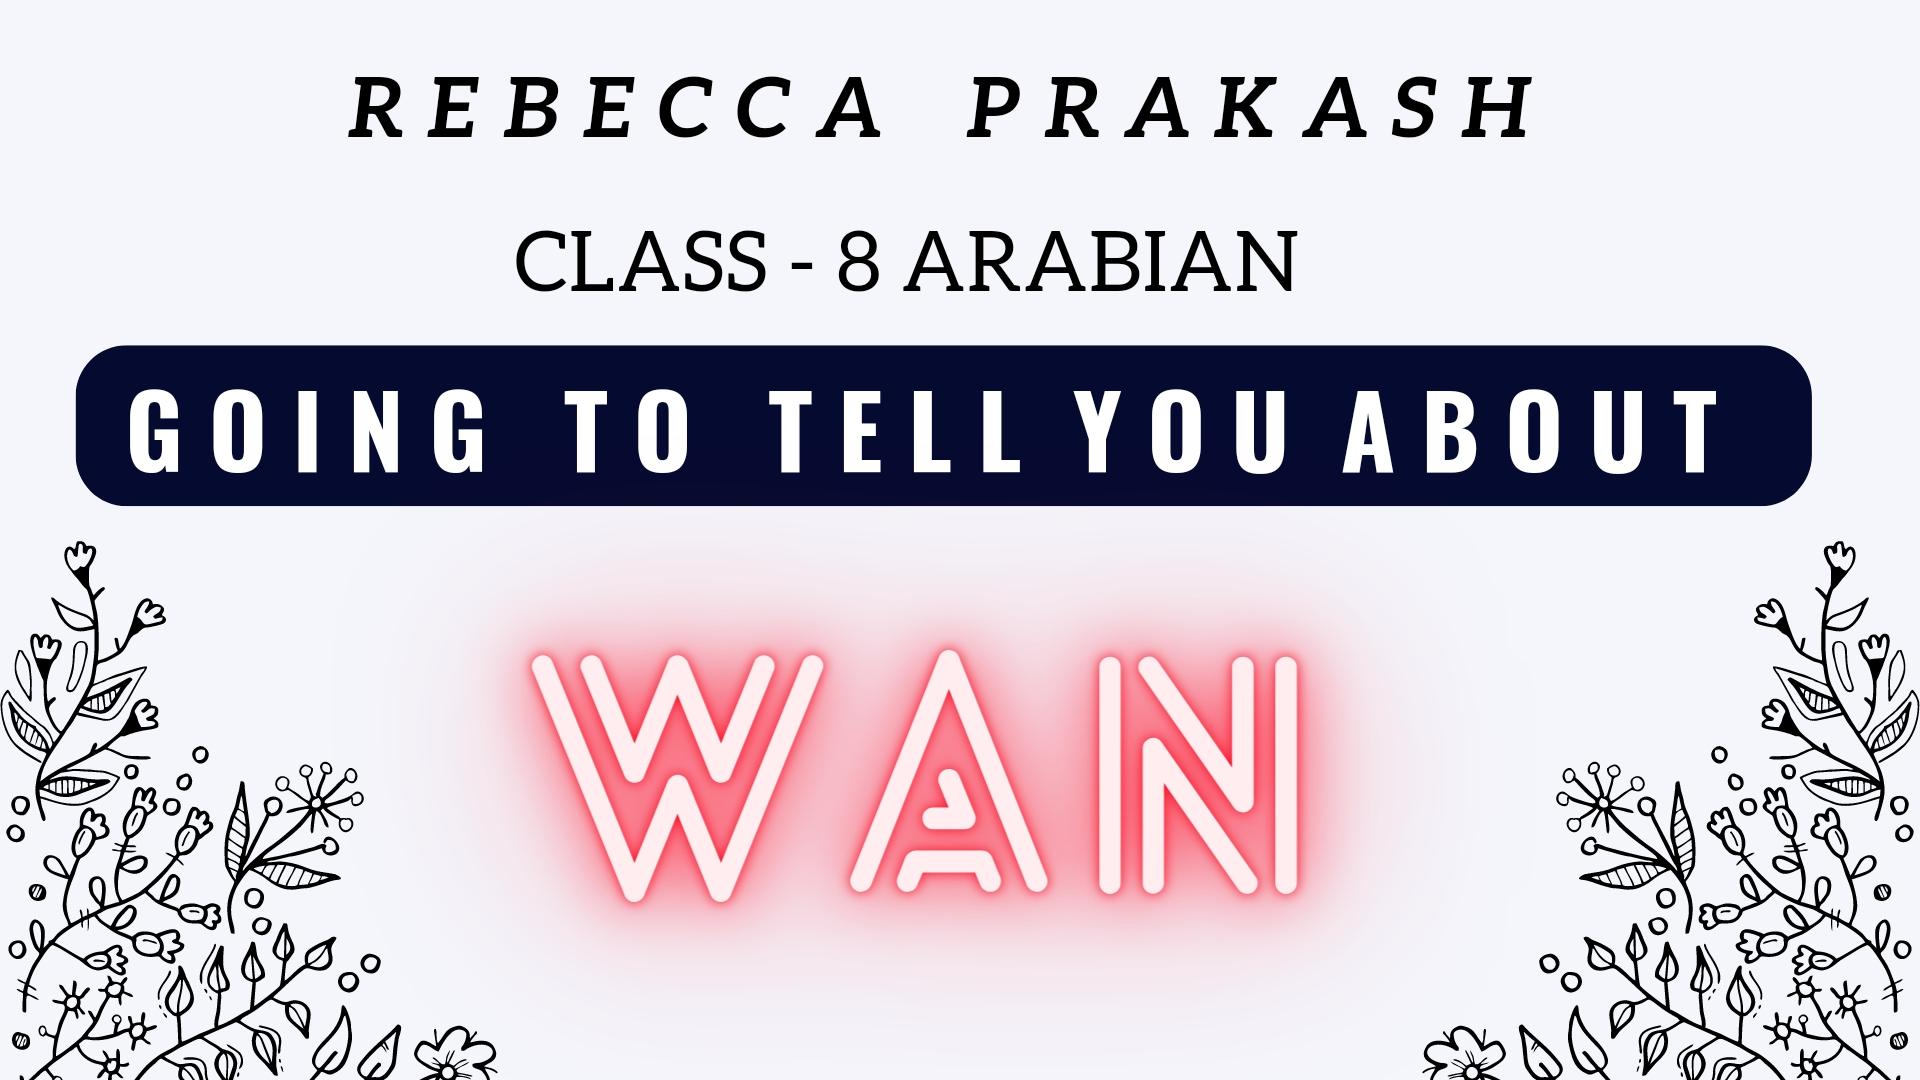 REBECCA PRAKASH
CLASS - 8 ARABIAN
GOING TO TELL YOU ABOUT
WAN